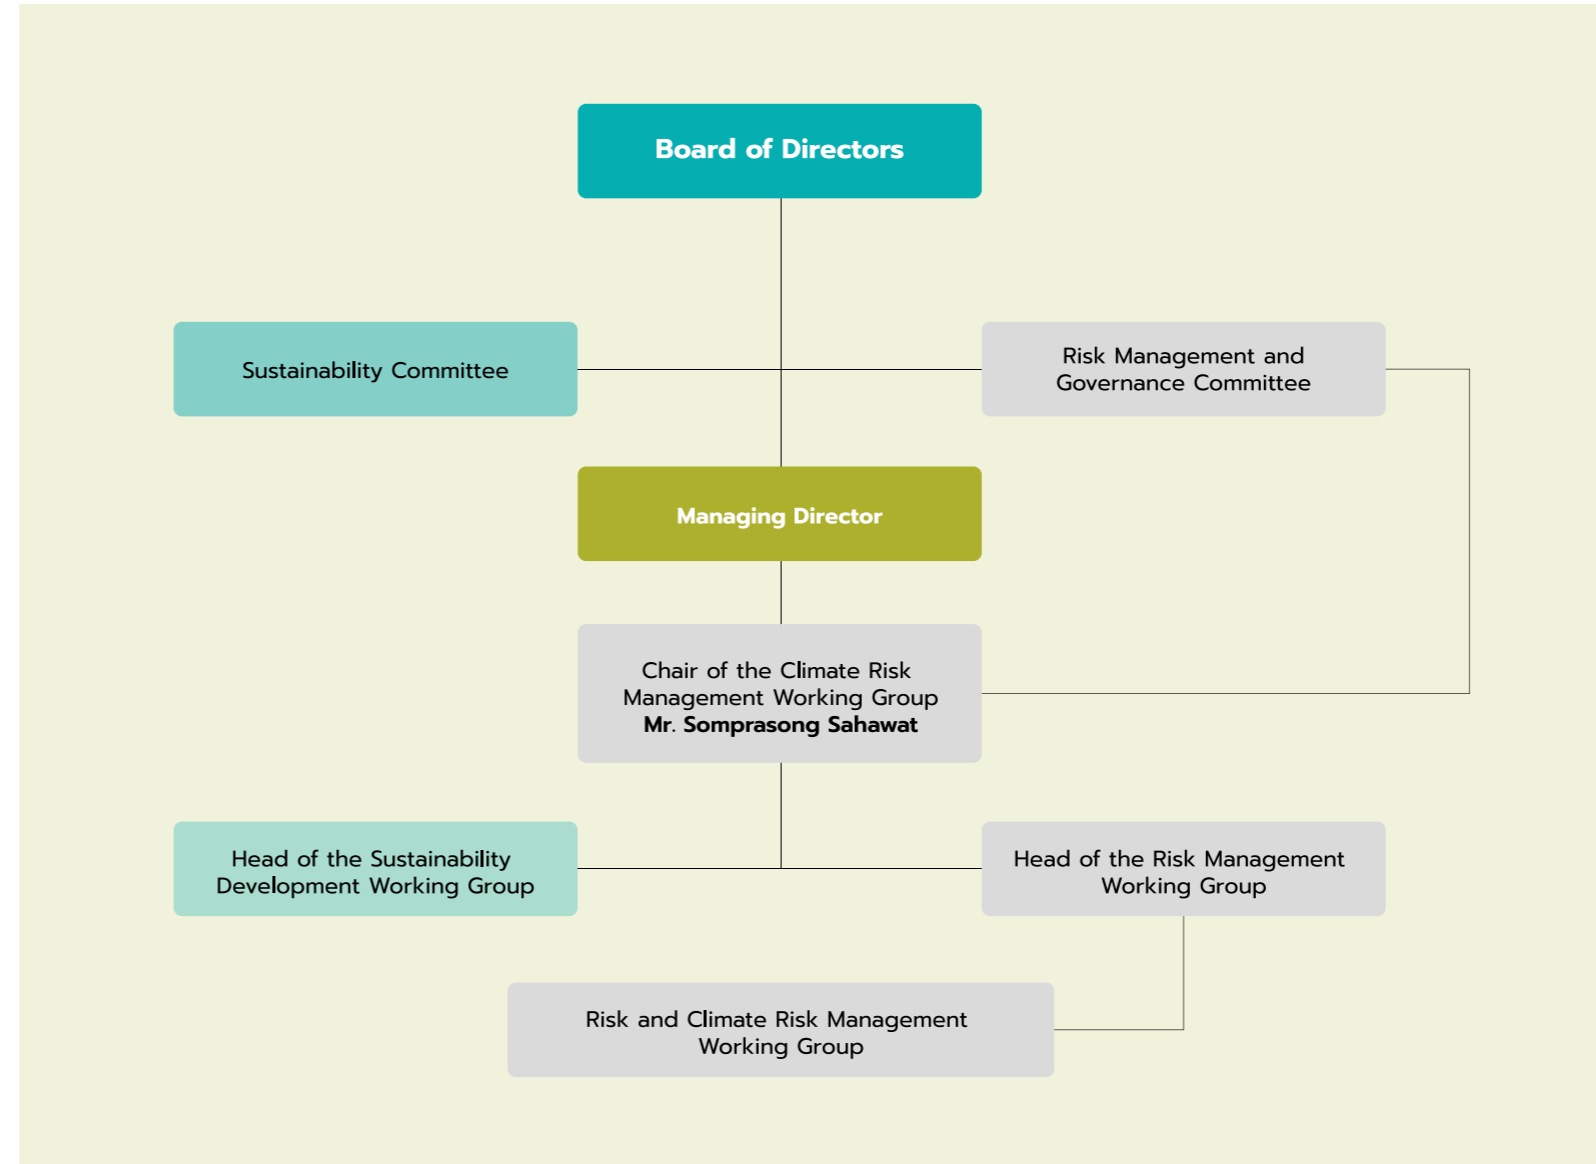 Board of Directors
Sustainability Committee
Risk Management and
Governance Committee
Managing Director
Chair of the Climate Risk
Management Working Group
Mr. Somprasong Sahawat
Head of the Sustainability
Development Working Group
Head of the Risk Management
Working Group
Risk and Climate Risk Management
Working Group